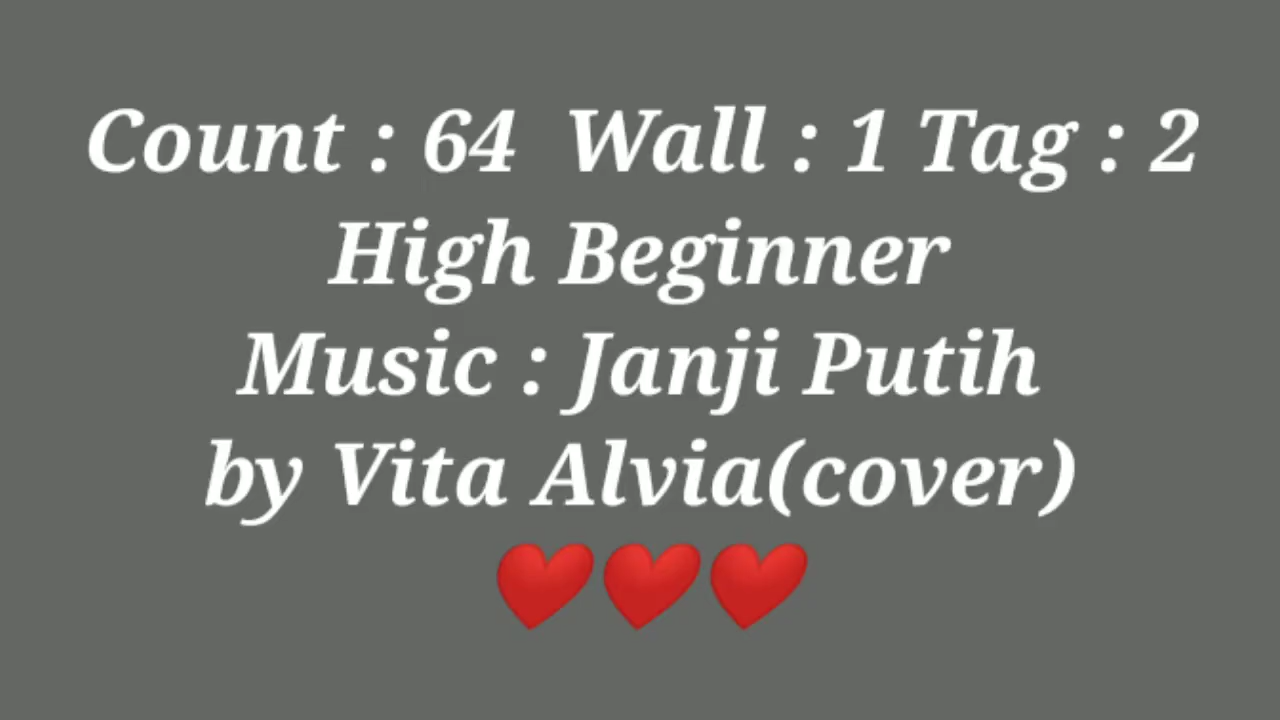 Count : 64 Wall : 1 Tag : 2
High Beginner
Music : Janji Putih
by Vita Alvia(cover)
❤️❤️❤️